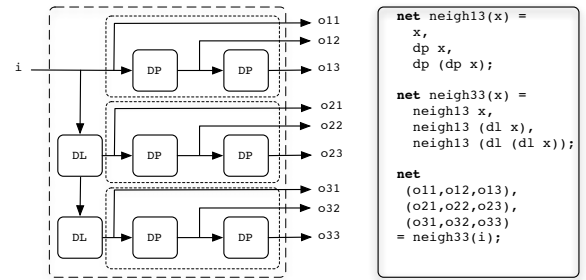 i
DP
DP
o11
o12
o13
DL
DP
DP
o21
o22
o23
DL
DP
DP
o31
o32
o33
net neigh13(x) =
x,
dp x,
dp (dp x);
net neigh33(x) =
neigh13 x,
neigh13 (dl x),
neigh13 (dl (dl x));
net
(o11,o12,o13),
(o21,o22,o23),
(o31,o32,o33)
= neigh33(i);